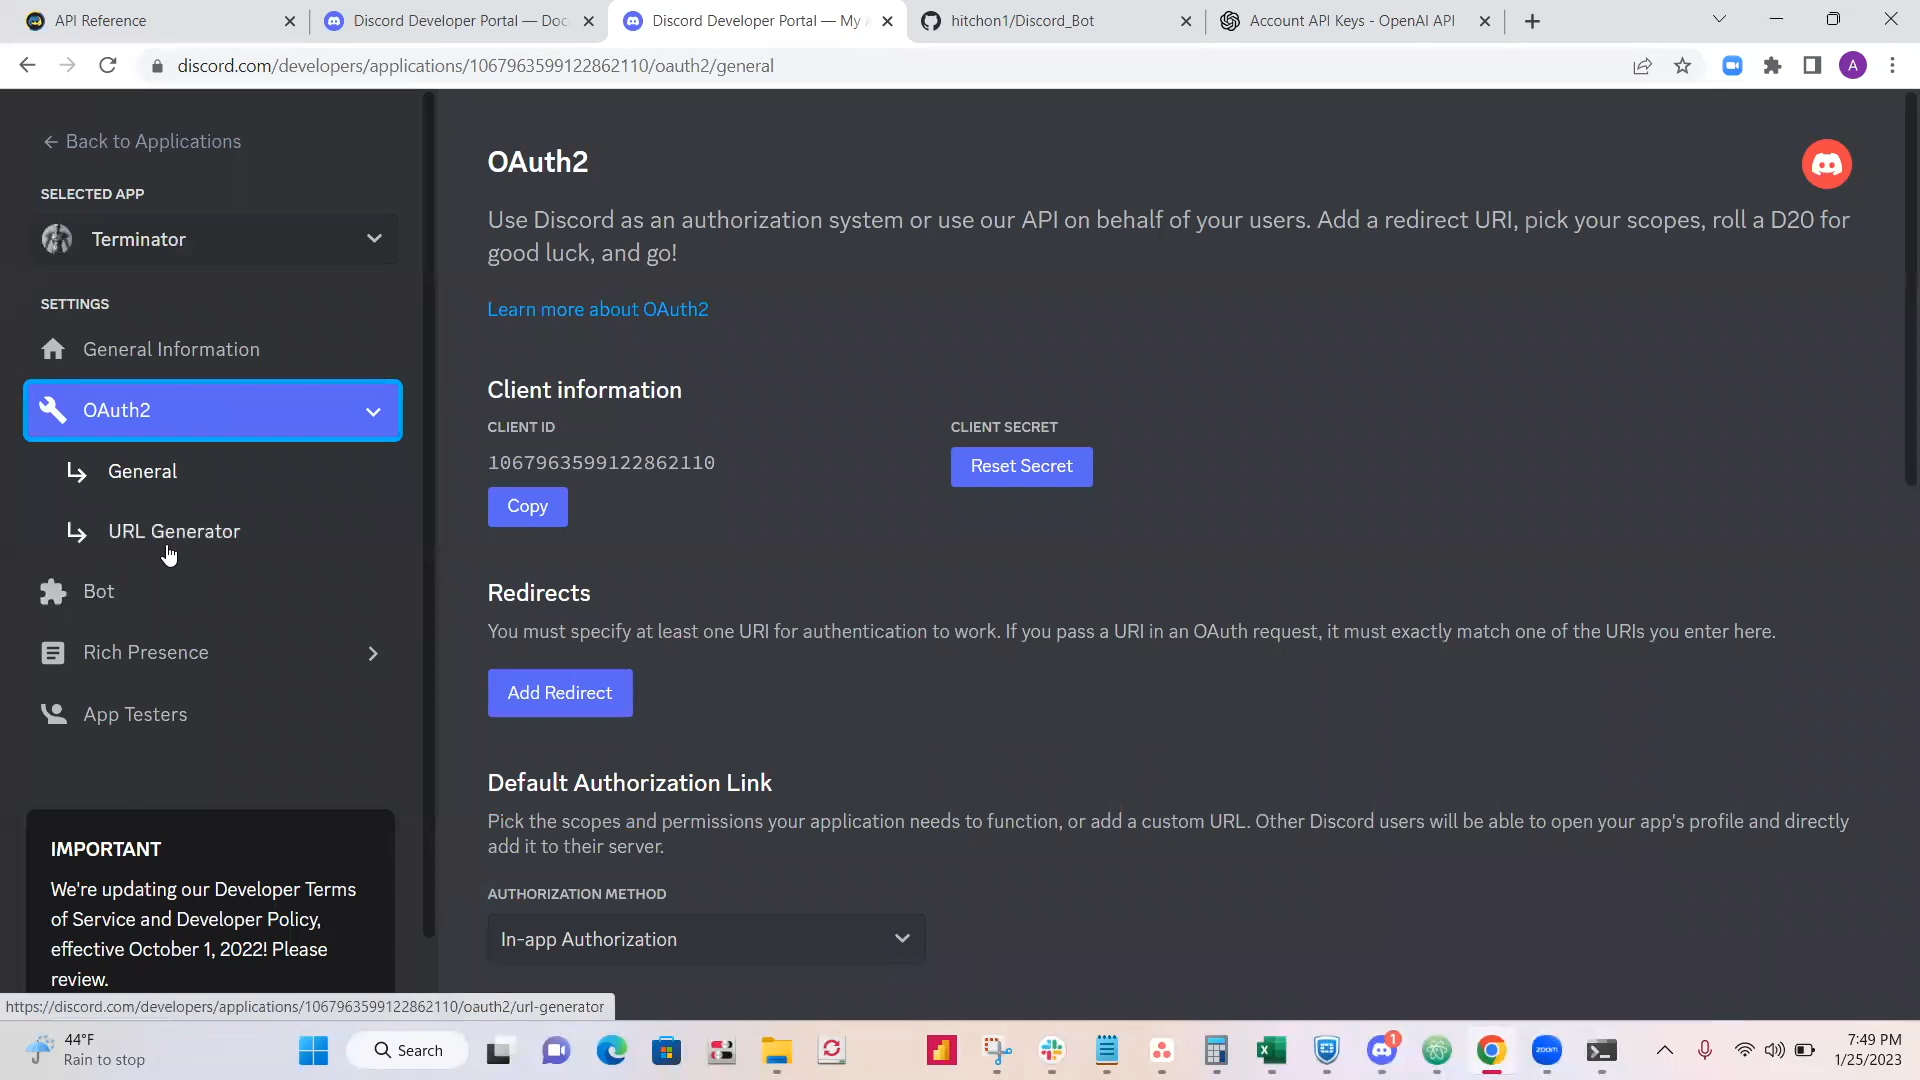 API Reference
Discord Developer Portal — Doc
Discord Developer Portal — My A
hitchon1/Discord_Bot
Account API Keys - OpenAI API
discord.com/developers/applications/1067963599122862110/oauth2/general
A
← Back to Applications
SELECTED APP
Terminator
SETTINGS
General Information
OAuth2
General
URL Generator
Bot
Rich Presence
App Testers
IMPORTANT
We're updating our Developer Terms
of Service and Developer Policy,
effective October 1, 2022! Please
review.
https://discord.com/developers/applications/1067963599122862110/oauth2/url-generator
OAuth2
Use Discord as an authorization system or use our API on behalf of your users. Add a redirect URI, pick your scopes, roll a D20 for
good luck, and go!
Learn more about OAuth2
Client information
CLIENT ID
1067963599122862110
Copy
CLIENT SECRET
Reset Secret
Redirects
You must specify at least one URI for authentication to work. If you pass a URI in an OAuth request, it must exactly match one of the URIs you enter here.
Add Redirect
Default Authorization Link
Pick the scopes and permissions your application needs to function, or add a custom URL. Other Discord users will be able to open your app's profile and directly
add it to their server.
AUTHORIZATION METHOD
In-app Authorization
44°F
Rain to stop
Search
1
zoom
7:49 PM
1/25/2023